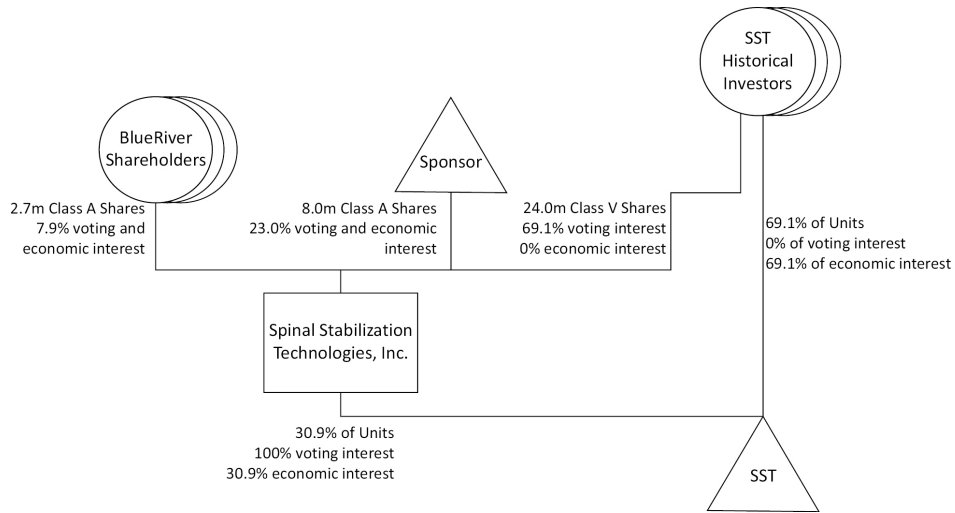 SST
Historical
Investors
BlueRiver
Shareholders
Sponsor
2.7m Class A Shares
7.9% voting and
economic interest
8.0m Class A Shares
23.0% voting and economic
interest
24.0m Class V Shares
69.1% voting interest
0% economic interest
69.1% of Units
0% of voting interest
69.1% of economic interest
Spinal Stabilization
Technologies, Inc.
30.9% of Units
100% voting interest
30.9% economic interest
SST